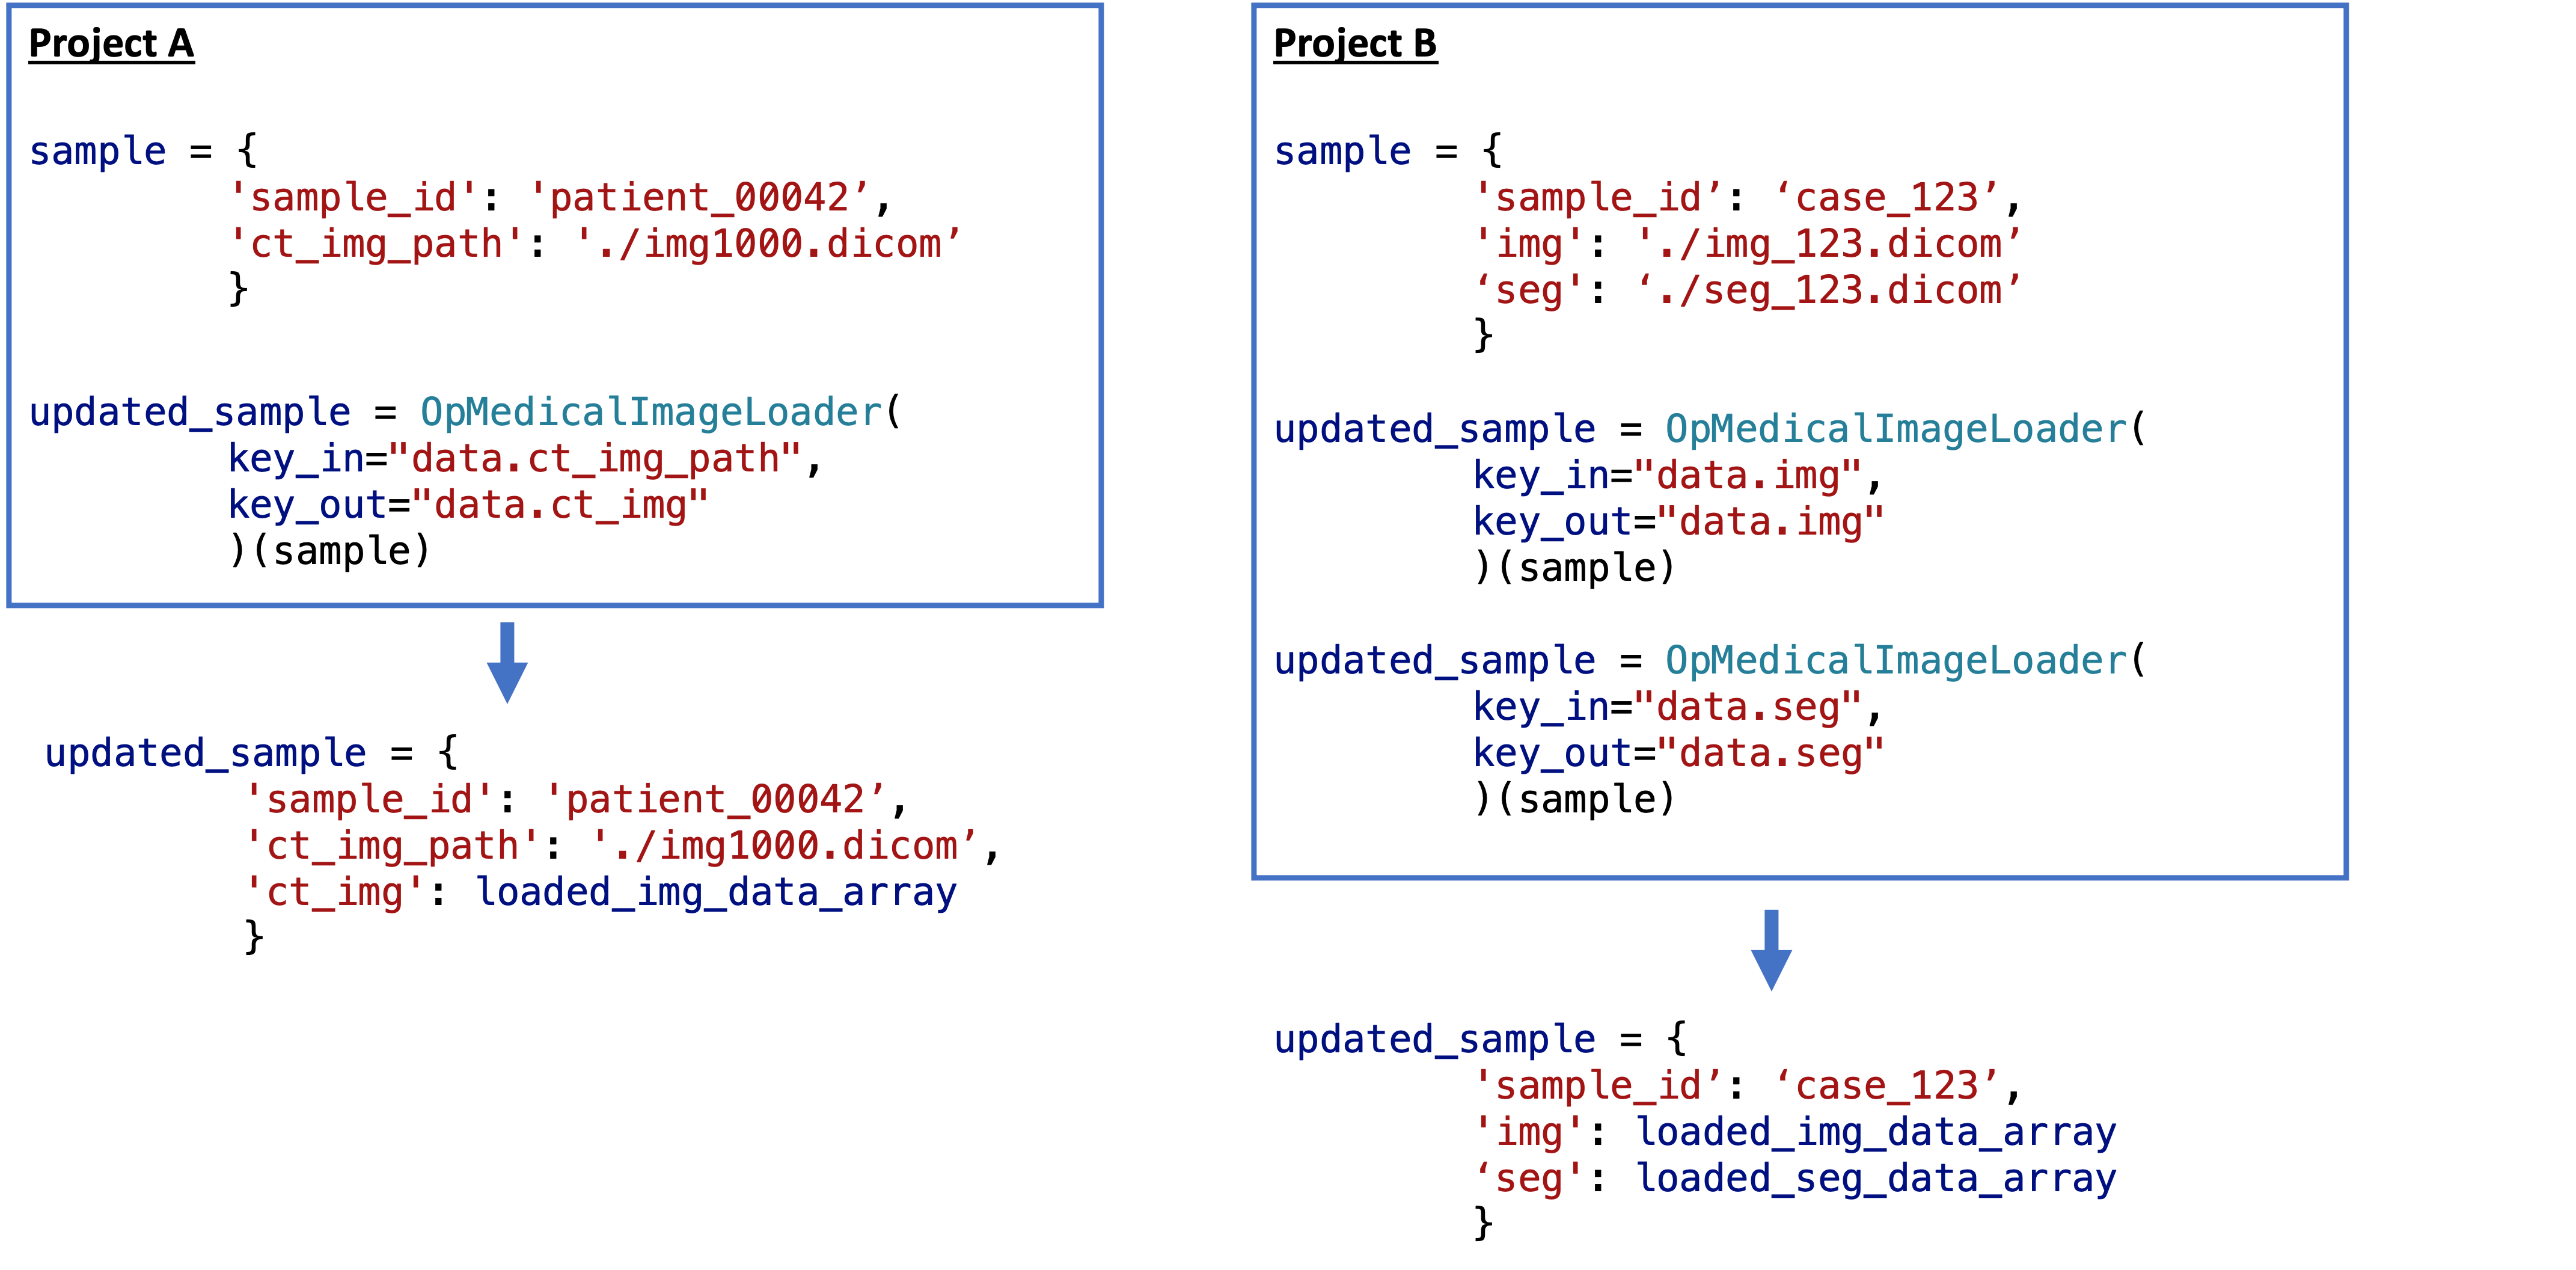 Project A
sample = {
'sample_id': 'patient_00042’,
'ct_img_path': './img1000.dicom’
}
updated_sample = OpMedicalImageLoader(
key_in="data.ct_img_path",
key_out="data.ct_img"
)(sample)
updated_sample = {
'sample_id': 'patient_00042’,
'ct_img_path': './img1000.dicom’,
'ct_img': loaded_img_data_array
}
Project B
sample = {
'sample_id’: ‘case_123’,
'img': './img_123.dicom’
‘seg': ‘./seg_123.dicom’
}
updated_sample = OpMedicalImageLoader(
key_in="data.img",
key_out="data.img"
)(sample)
updated_sample = OpMedicalImageLoader(
key_in="data.seg",
key_out="data.seg"
)(sample)
updated_sample = {
'sample_id’: ‘case_123’,
'img': loaded_img_data_array
‘seg': loaded_seg_data_array
}